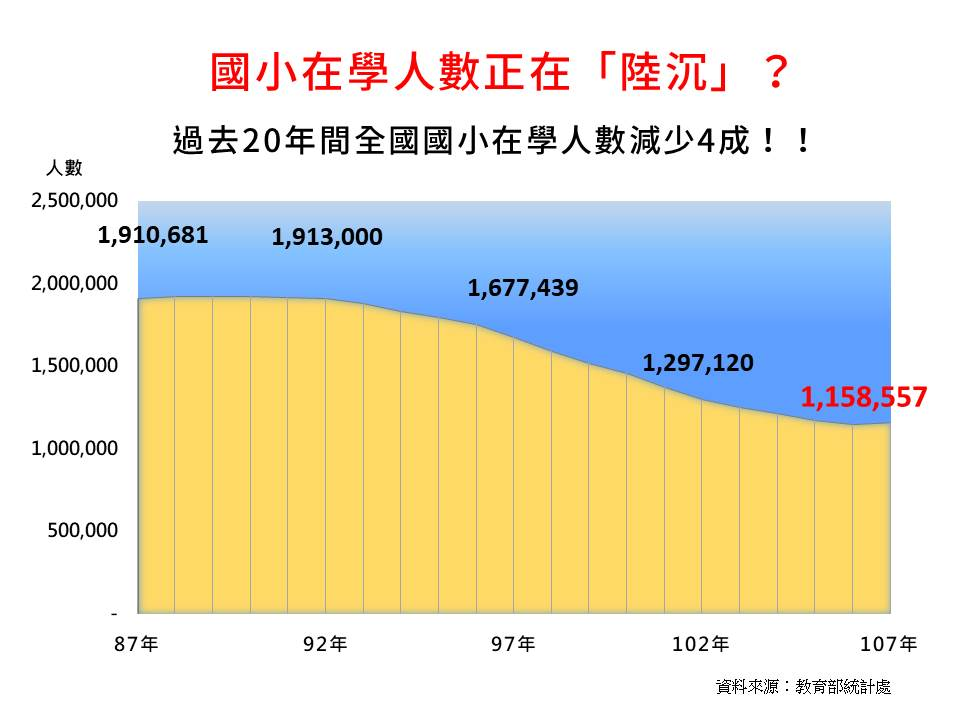 國小在學人數正在「陸沉」？
過去20年間全國國小在學人數減少4成！！
人數
2,500,000
1,910,681
1,913,000
2,000,000
1,677,439
1,500,000
1,297,120
1,158,557
1,000,000
500,000
-
87年 92年 97年 102年 107年
資料來源：教育部統計處